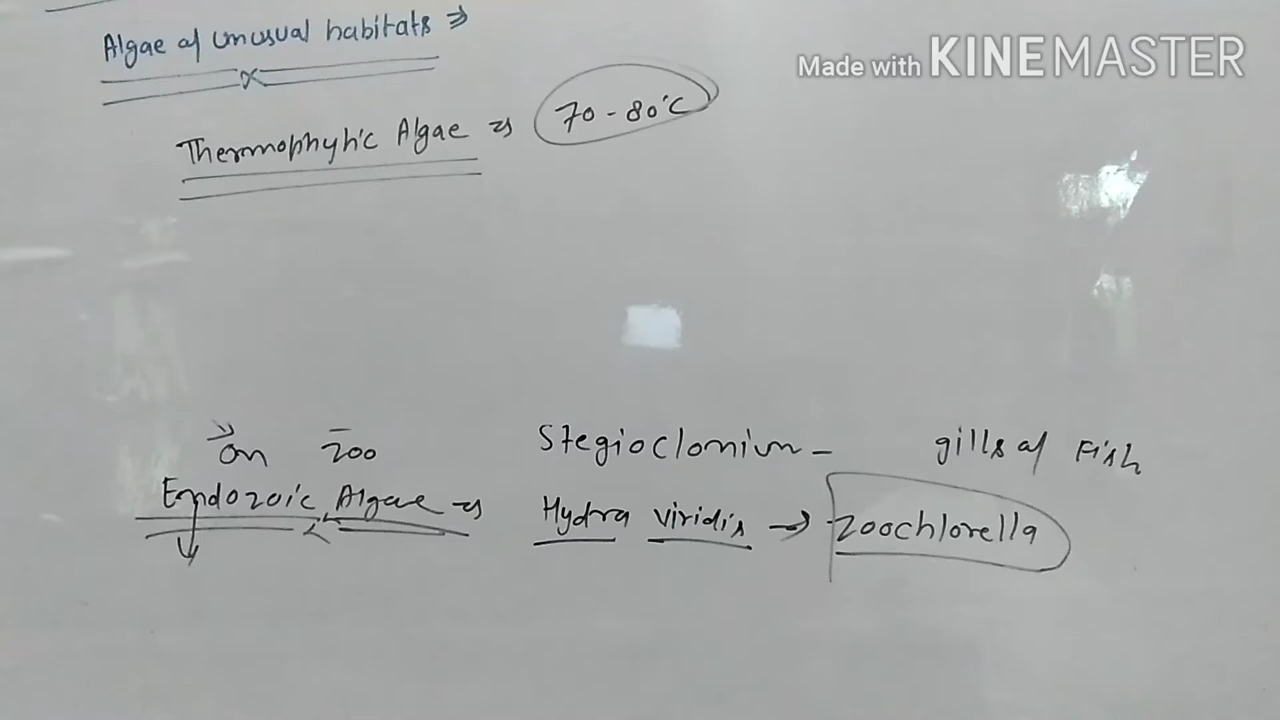 Algae of unusual habitats ⇒
Made with KINEMASTER
Thermophylic Algae ⇒ 70-80°C
on zoo Stegioclonium - gills of Fish
Endozoic Algae ⇒ Hydra viridis → zoochlorella